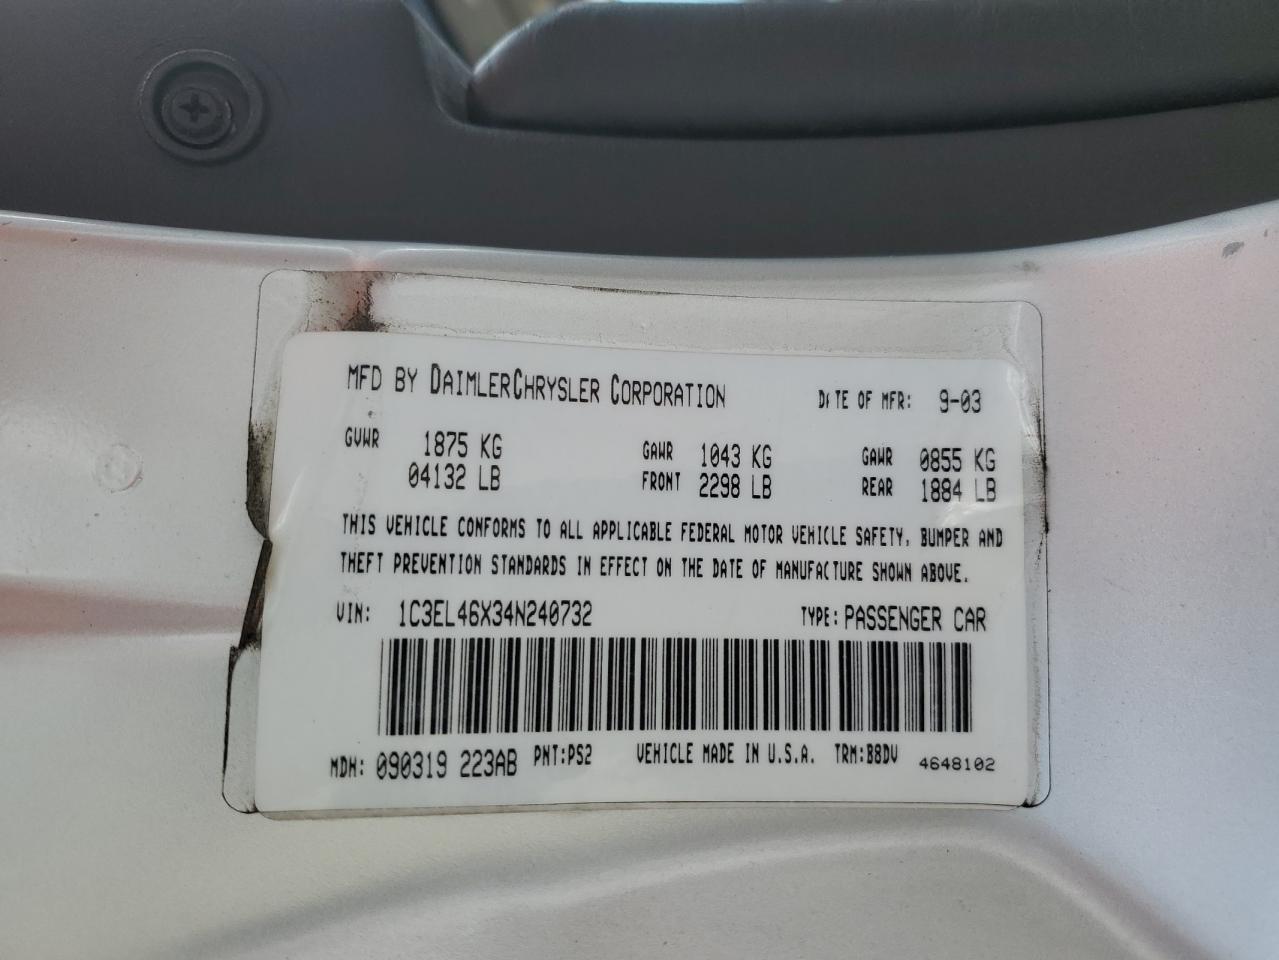 MFD BY DAIMLERCHRYSLER CORPORATION DATE OF MFR: 9-03
GVWR 1875 KG GAWR 1043 KG GAWR 0855 KG
04132 LB FRONT 2298 LB REAR 1884 LB
THIS VEHICLE CONFORMS TO ALL APPLICABLE FEDERAL MOTOR VEHICLE SAFETY, BUMPER AND
THEFT PREVENTION STANDARDS IN EFFECT ON THE DATE OF MANUFACTURE SHOWN ABOVE.
VIN: 1C3EL46X34N240732 TYPE: PASSENGER CAR
MDH: 090319 223AB PNT:PS2 VEHICLE MADE IN U.S.A. TRM:B8DV 4648102